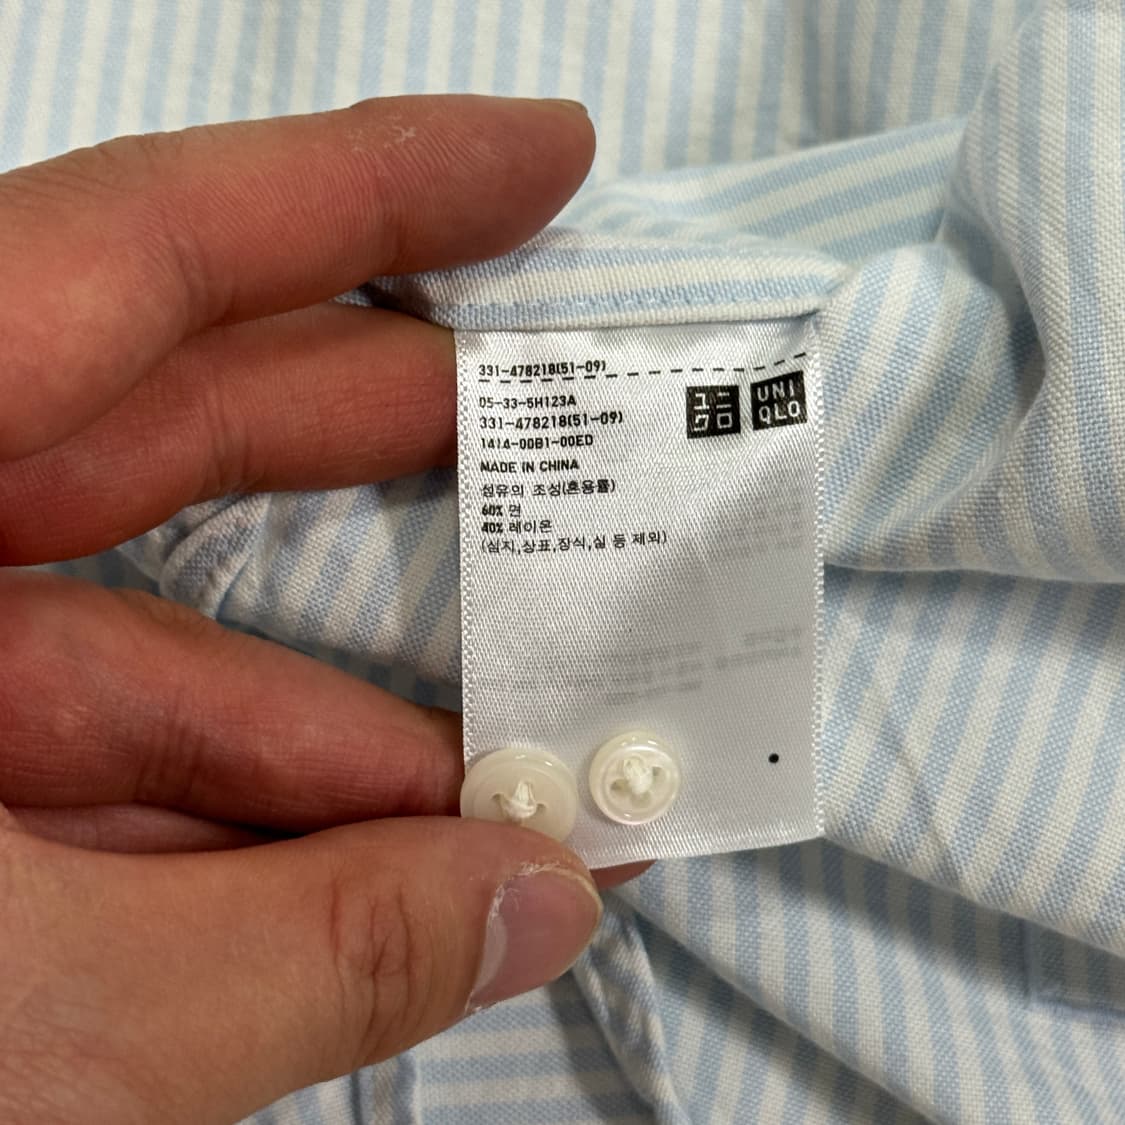 331-478218(51-09)
05-33-5H123A
331-478218(51-09)
1414-00B1-00ED
ユニ
クロ
UNI
QLO
MADE IN CHINA
섬유의 조성(혼용률)
60% 면
40% 레이온
(심지,상표,장식,실 등 제외)